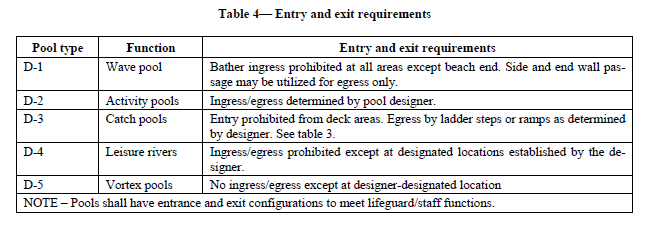 Table 4— Entry and exit requirements
Pool type Function Entry and exit requirements
D-1 Wave pool Bather ingress prohibited at all areas except beach end. Side and end wall pas-
sage may be utilized for egress only.
D-2 Activity pools Ingress/egress determined by pool designer.
D-3 Catch pools Entry prohibited from deck areas. Egress by ladder steps or ramps as determined
by designer. See table 3.
D-4 Leisure rivers Ingress/egress prohibited except at designated locations established by the de-
signer.
D-5 Vortex pools No ingress/egress except at designer-designated location
NOTE – Pools shall have entrance and exit configurations to meet lifeguard/staff functions.